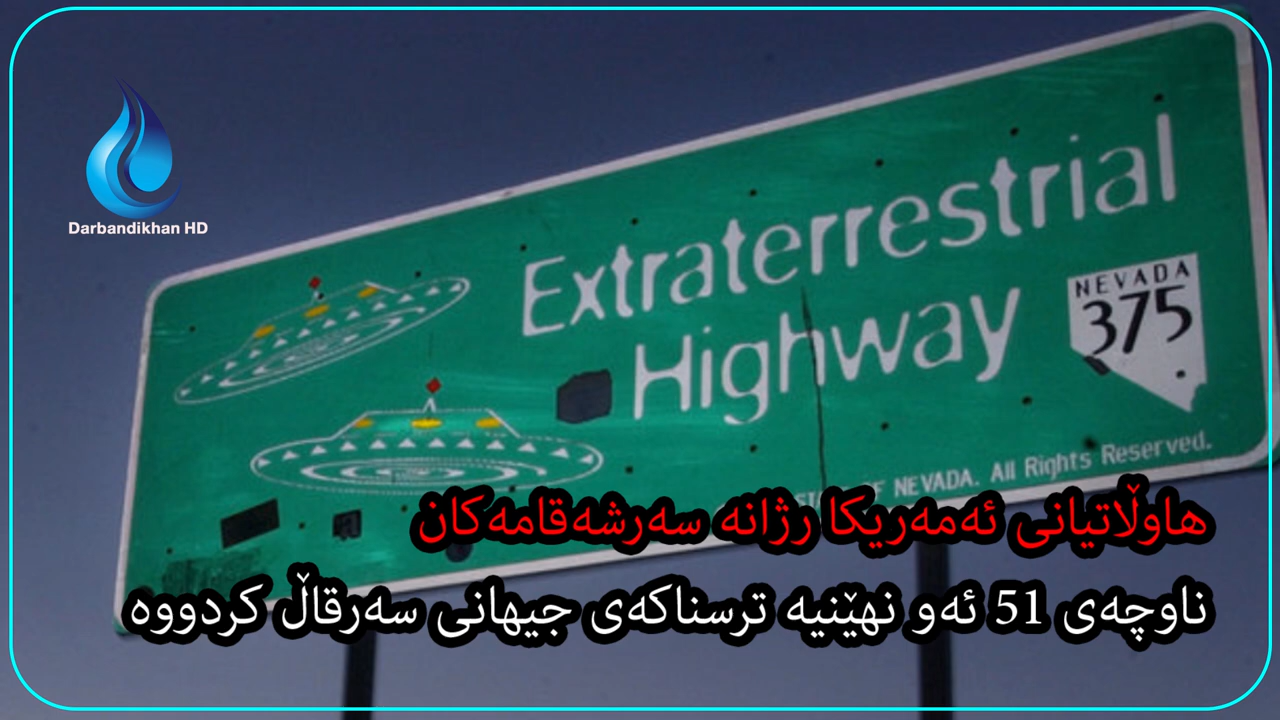 Darbandikhan HD
Extraterrestrial
Highway
NEVADA
375
NEVADA. All Rights Reserved.
هاوڵاتیانی ئەمەریکا رژانە سەرشەقامەکان
ناوچەی 51 ئەو نهێنیە ترسناکەی جیهانی سەرقاڵ کردووە